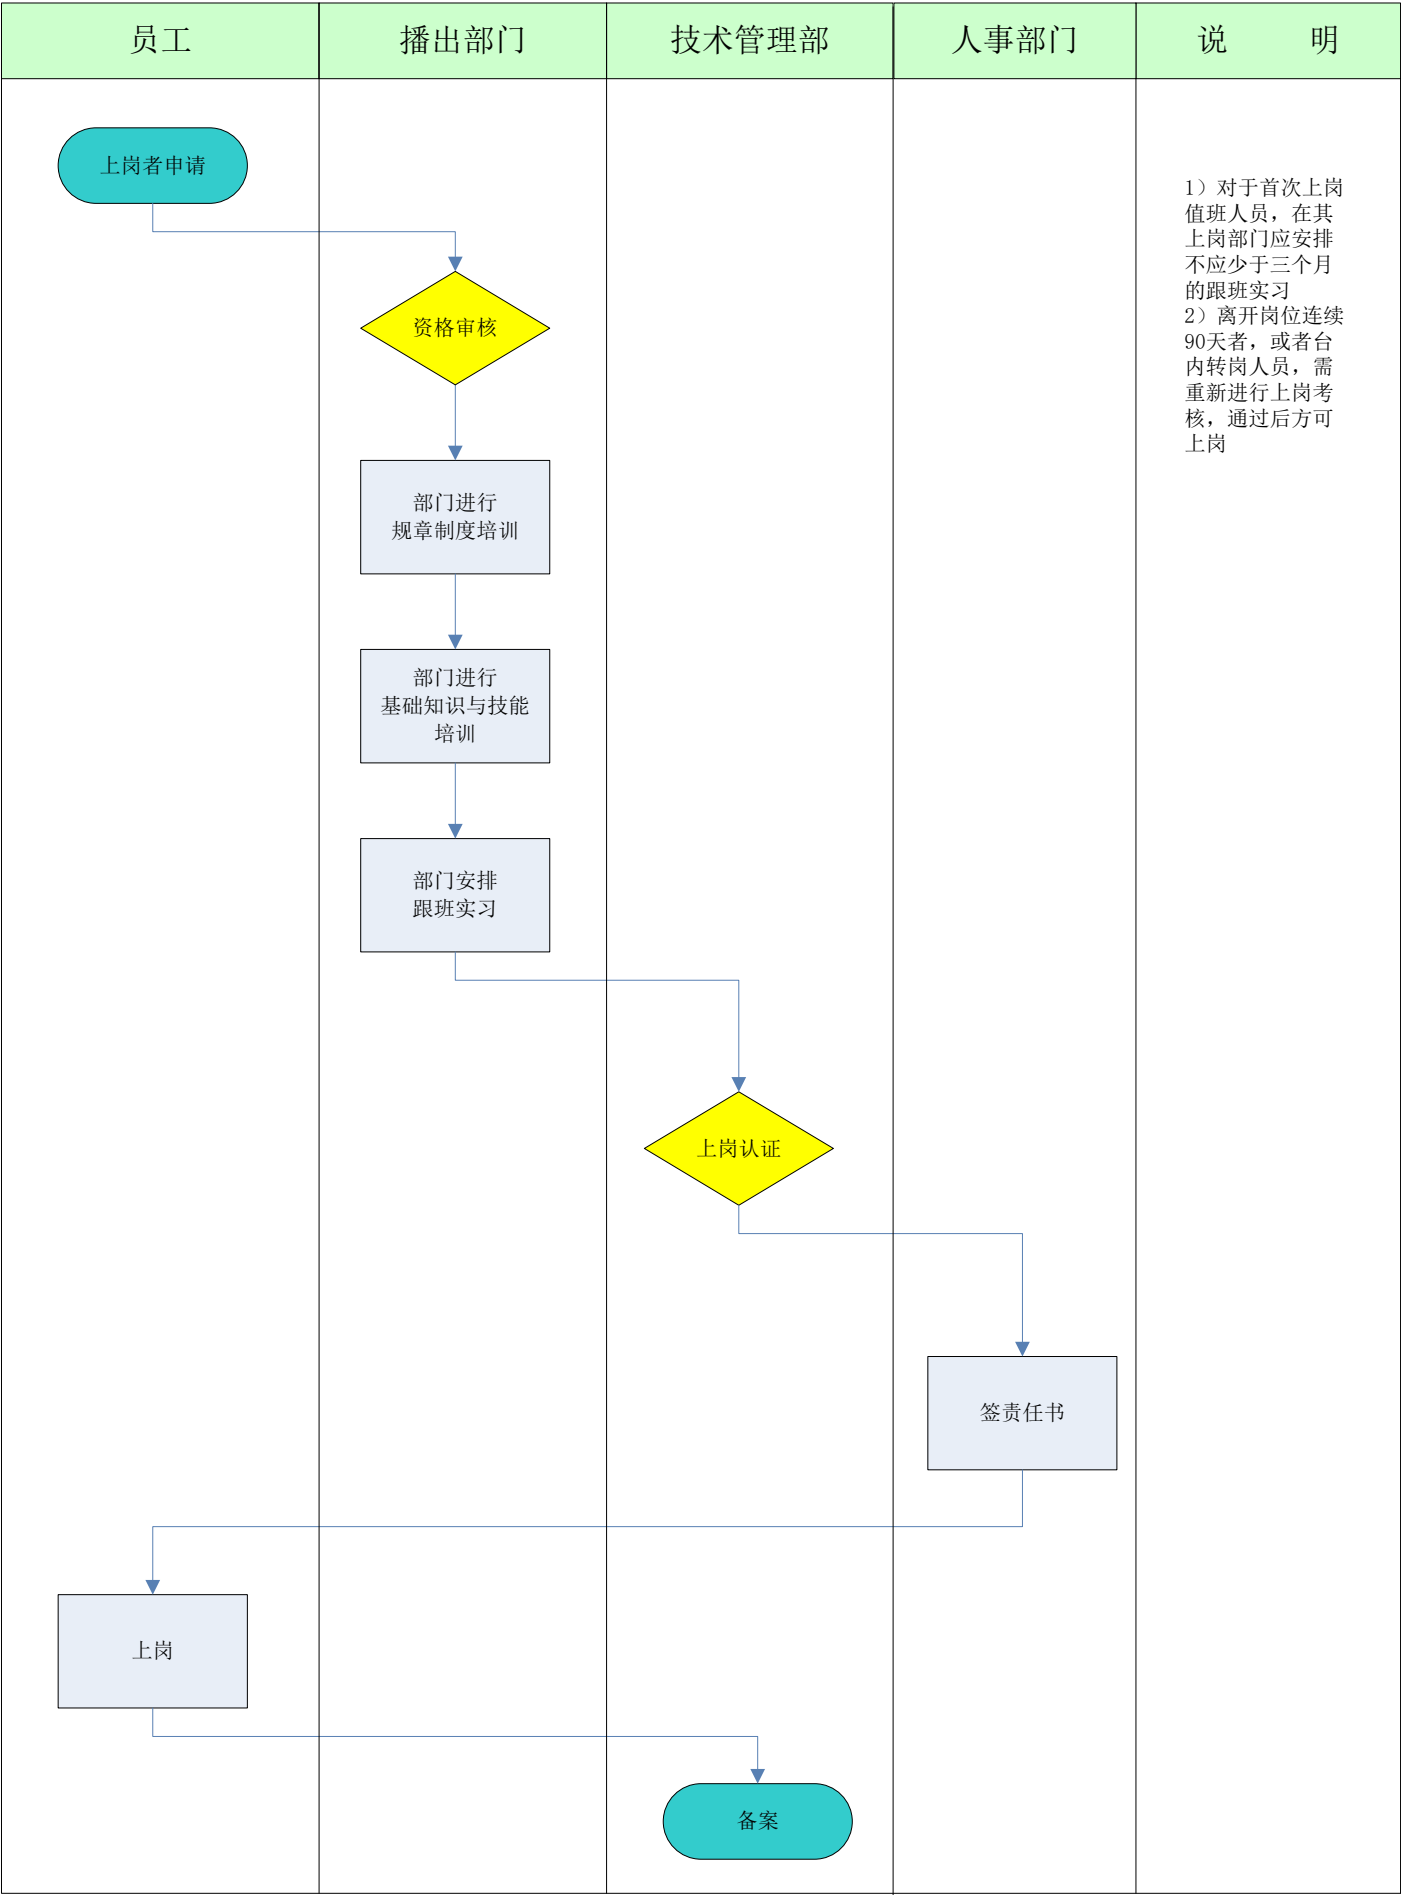 员工
播出部门
技术管理部
人事部门
说 明
上岗者申请
1）对于首次上岗
值班人员，在其
上岗部门应安排
不应少于三个月
的跟班实习
2）离开岗位连续
90天者，或者台
内转岗人员，需
重新进行上岗考
核，通过后方可
上岗
资格审核
部门进行
规章制度培训
部门进行
基础知识与技能
培训
部门安排
跟班实习
上岗认证
签责任书
上岗
备案